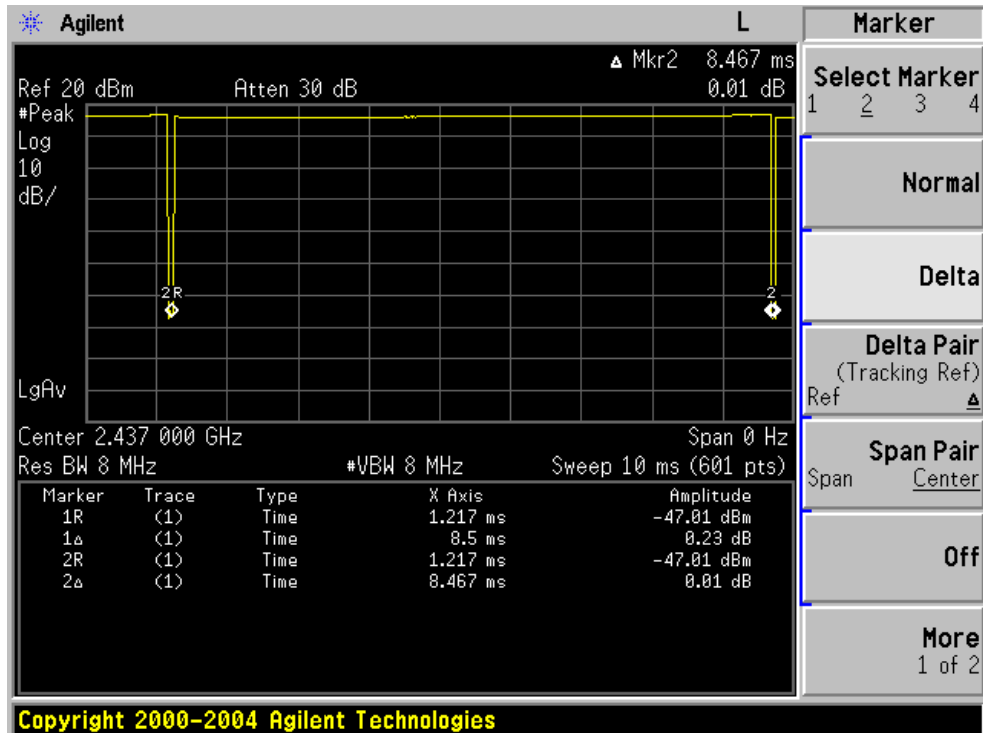 Agilent L
Δ Mkr2 8.467 ms
Ref 20 dBm Atten 30 dB 0.01 dB
#Peak
Log
10
dB/
2R 2
LgAv
Center 2.437 000 GHz Span 0 Hz
Res BW 8 MHz #VBW 8 MHz Sweep 10 ms (601 pts)
Marker Trace Type X Axis Amplitude
1R (1) Time 1.217 ms -47.01 dBm
1Δ (1) Time 8.5 ms 0.23 dB
2R (1) Time 1.217 ms -47.01 dBm
2Δ (1) Time 8.467 ms 0.01 dB
Marker
Select Marker
1 2 3 4
Normal
Delta
Delta Pair
(Tracking Ref)
Ref Δ
Span Pair
Span Center
Off
More
1 of 2
Copyright 2000-2004 Agilent Technologies